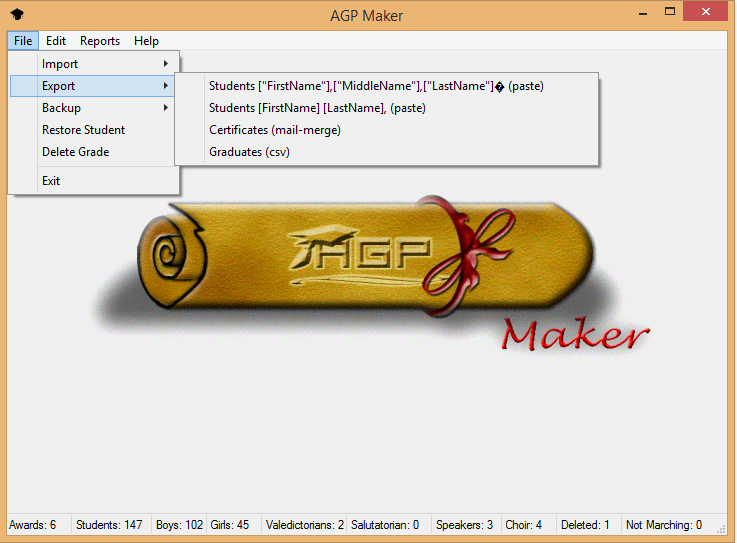 AGP Maker
File Edit Reports Help
Import
Export
Backup
Restore Student
Delete Grade
Exit
Students ["FirstName"],["MiddleName"],["LastName"]� (paste)
Students [FirstName] [LastName], (paste)
Certificates (mail-merge)
Graduates (csv)
AGP
Maker
Awards: 6 Students: 147 Boys: 102 Girls: 45 Valedictorians: 2 Salutatorian: 0 Speakers: 3 Choir: 4 Deleted: 1 Not Marching: 0